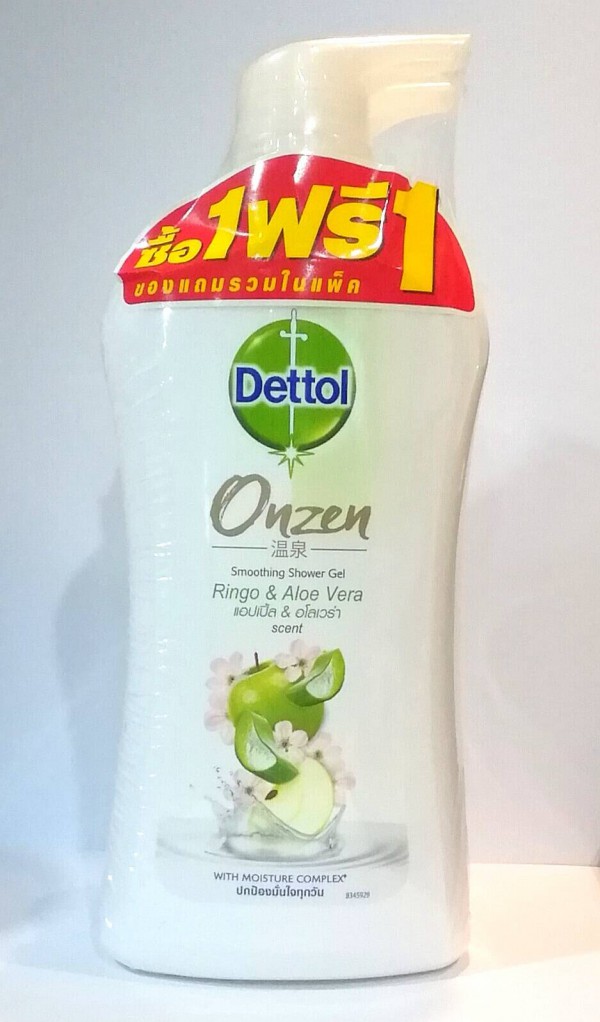 ซื้อ 1 ฟรี 1
ของแถมรวมในแพ็ค
Dettol
Onzen
温泉
Smoothing Shower Gel
Ringo & Aloe Vera
แอปเปิ้ล & อโลเวร่า
scent
WITH MOISTURE COMPLEX*
ปกป้องมั่นใจทุกวัน
8345929